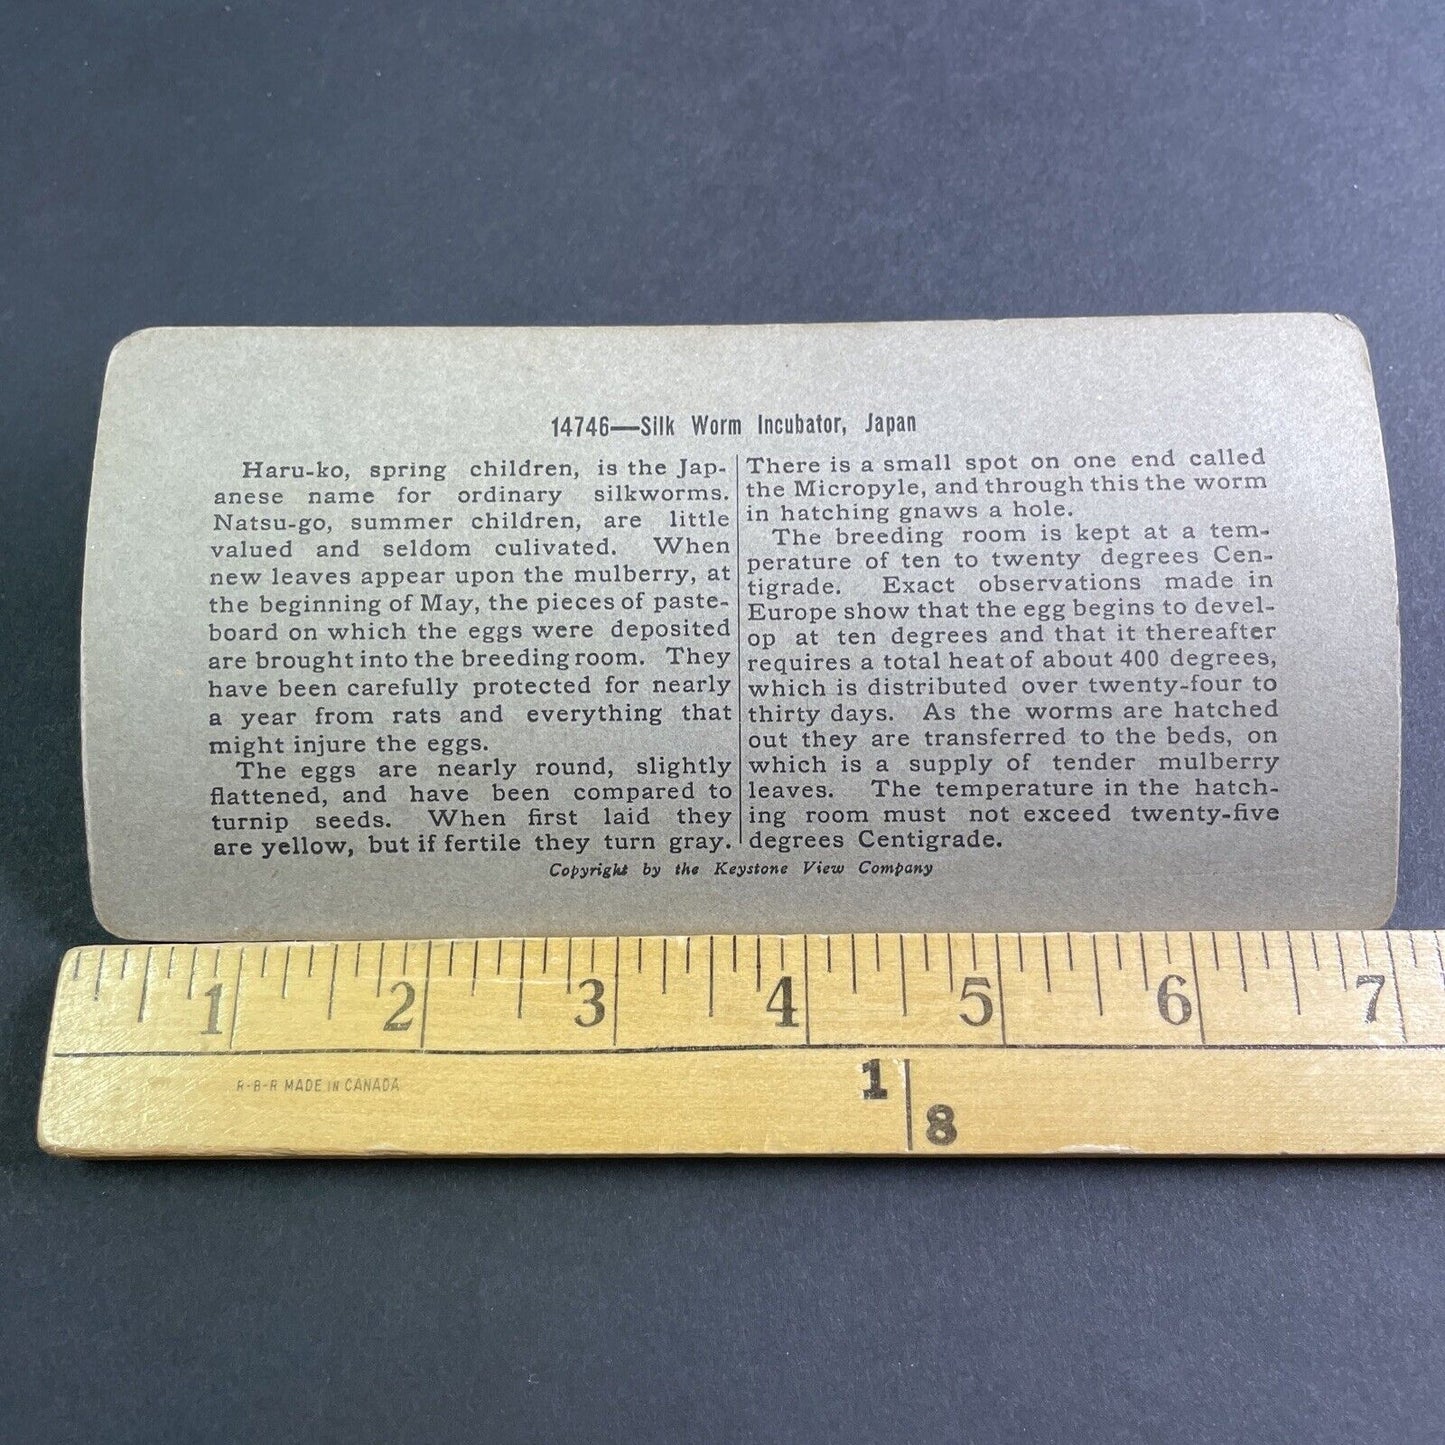 14746—Silk Worm Incubator, Japan
Haru-ko, spring children, is the Jap-
anese name for ordinary silkworms.
Natsu-go, summer children, are little
valued and seldom culivated. When
new leaves appear upon the mulberry, at
the beginning of May, the pieces of paste-
board on which the eggs were deposited
are brought into the breeding room. They
have been carefully protected for nearly
a year from rats and everything that
might injure the eggs.
The eggs are nearly round, slightly
flattened, and have been compared to
turnip seeds. When first laid they
are yellow, but if fertile they turn gray.
There is a small spot on one end called
the Micropyle, and through this the worm
in hatching gnaws a hole.
The breeding room is kept at a tem-
perature of ten to twenty degrees Cen-
tigrade. Exact observations made in
Europe show that the egg begins to devel-
op at ten degrees and that it thereafter
requires a total heat of about 400 degrees,
which is distributed over twenty-four to
thirty days. As the worms are hatched
out they are transferred to the beds, on
which is a supply of tender mulberry
leaves. The temperature in the hatch-
ing room must not exceed twenty-five
degrees Centigrade.
Copyright by the Keystone View Company
1 2 3 4 5 6 7
R-B-R MADE IN CANADA
1
8